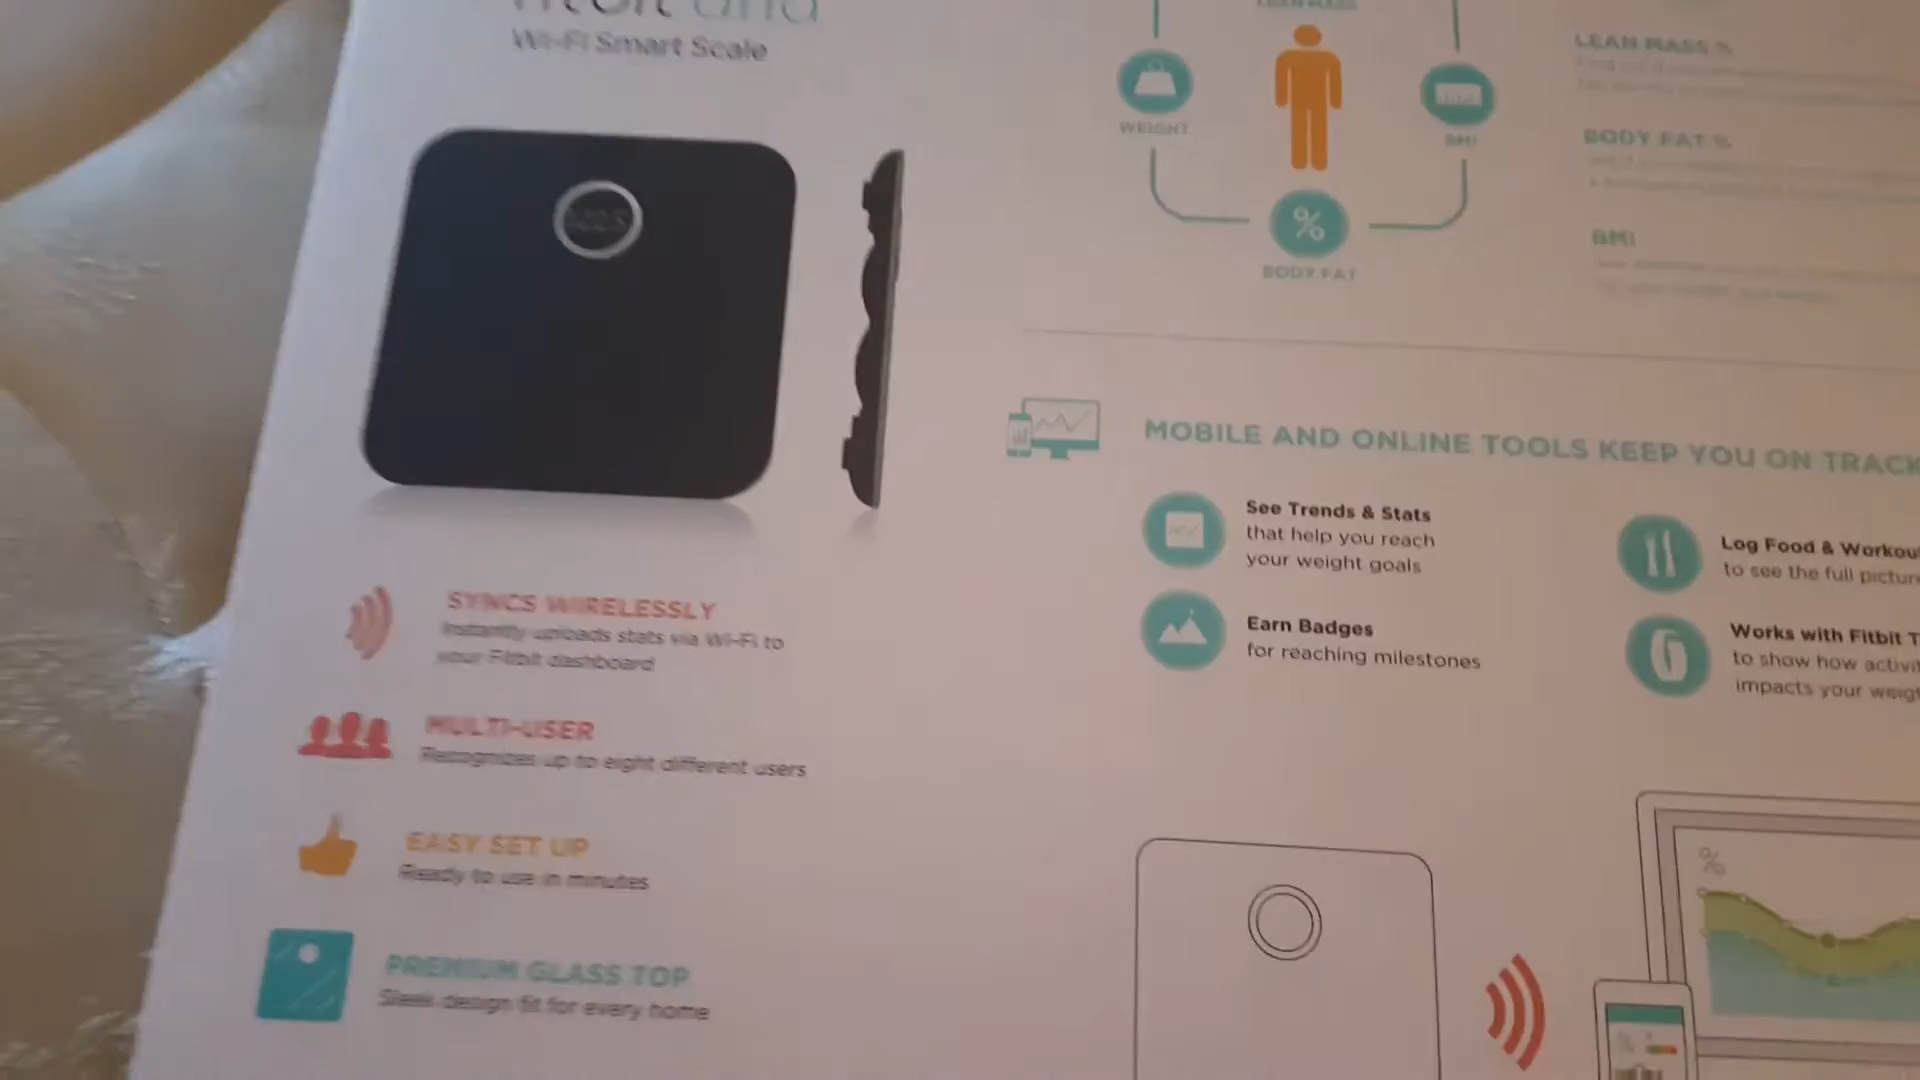 Wi-Fi Smart Scale
WEIGHT
BMI
%
BODY FAT
LEAN MASS %
BODY FAT %
BMI
SYNCS WIRELESSLY
Instantly uploads stats via Wi-Fi to
your Fitbit dashboard
MULTI-USER
Recognizes up to eight different users
EASY SET UP
Ready to use in minutes
PREMIUM GLASS TOP
Sleek design fit for every home
MOBILE AND ONLINE TOOLS KEEP YOU ON TRACK
See Trends & Stats
that help you reach
your weight goals
Earn Badges
for reaching milestones
Log Food & Workou
to see the full pictur
Works with Fitbit T
to show how activi
impacts your weig
%